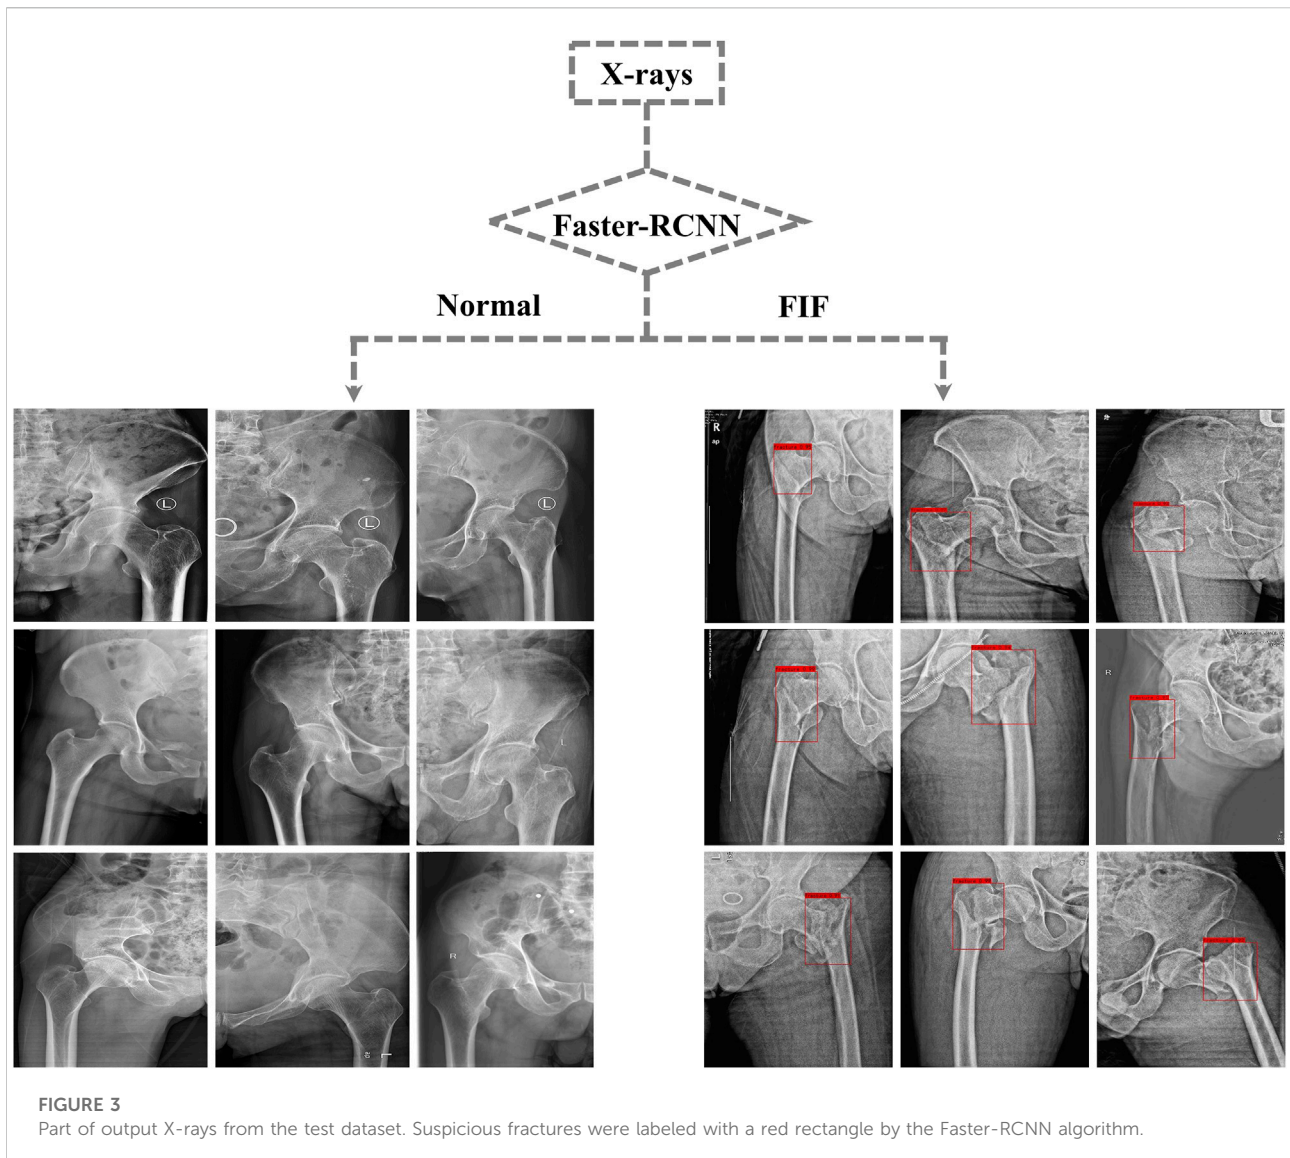 X-rays
Faster-RCNN
Normal
FIF
L
L
L
R
ap
L
R
R
L
L
FIGURE 3
Part of output X-rays from the test dataset. Suspicious fractures were labeled with a red rectangle by the Faster-RCNN algorithm.